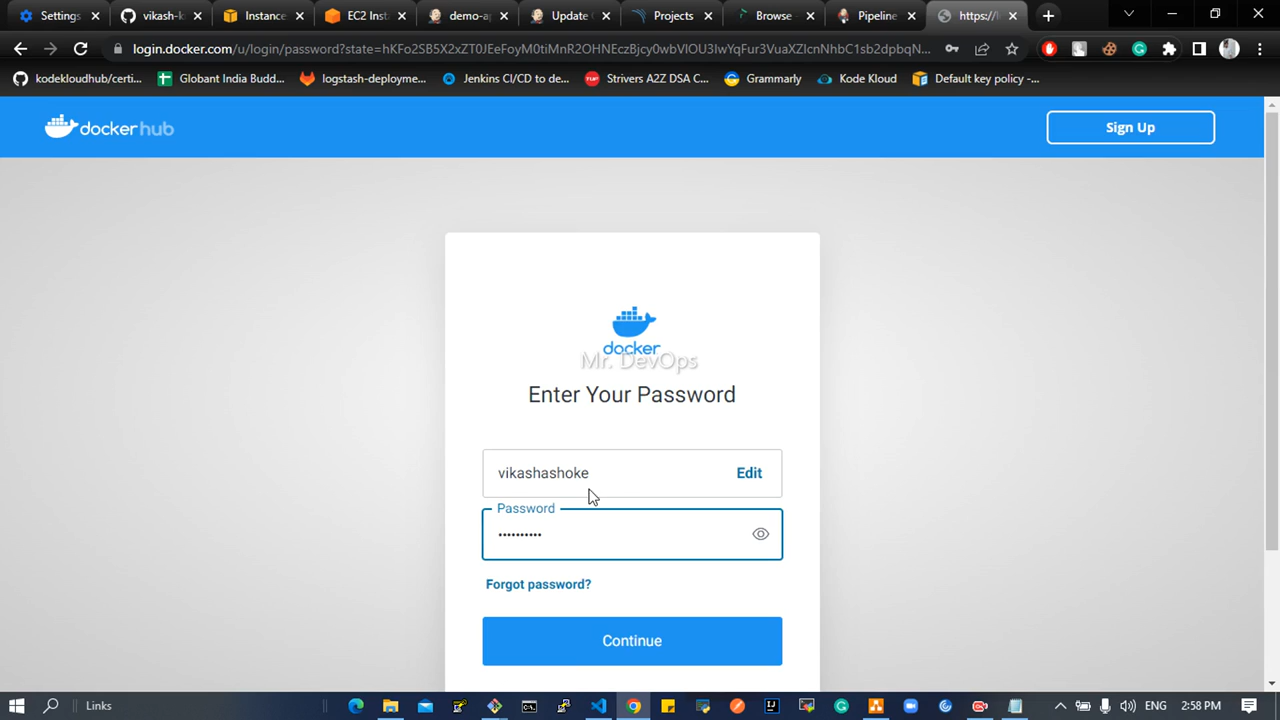 Settings
vikash-k
Instance
EC2 Inst
demo-ap
Update
Projects
Browse
Pipeline
https://l
login.docker.com/u/login/password?state=hKFo2SB5X2xZT0JEeFoyM0tiMnR2OHNEczBjcy0wbVlOU3IwYqFur3VuaXZlcnNhbC1sb2dpbqN...
kodekloudhub/certi...
Globant India Budd...
logstash-deployme...
Jenkins CI/CD to de...
Strivers A2Z DSA C...
Grammarly
Kode Kloud
Default key policy -...
docker hub
Sign Up
docker
Mr. DevOps
Enter Your Password
vikashashoke
Edit
Password
••••••••••
Forgot password?
Continue
Links
ENG
2:58 PM